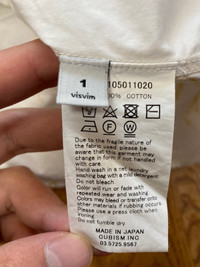 1
visvim
105011020
100% COTTON
Due to the fragile nature of
the fabric used, please be
aware that this garment may
change in form if not handled
with care.
Hand wash in a net laundry
washing bag with a mild detergent.
Do not bleach.
Color will run or fade with
repeated wear and washing.
Colors may bleed or transfer onto
other materials if rubbing occurs.
Please use a press cloth when
ironing.
Do not tumble dry.
MADE IN JAPAN
CUBISM INC.
03.5725.9567